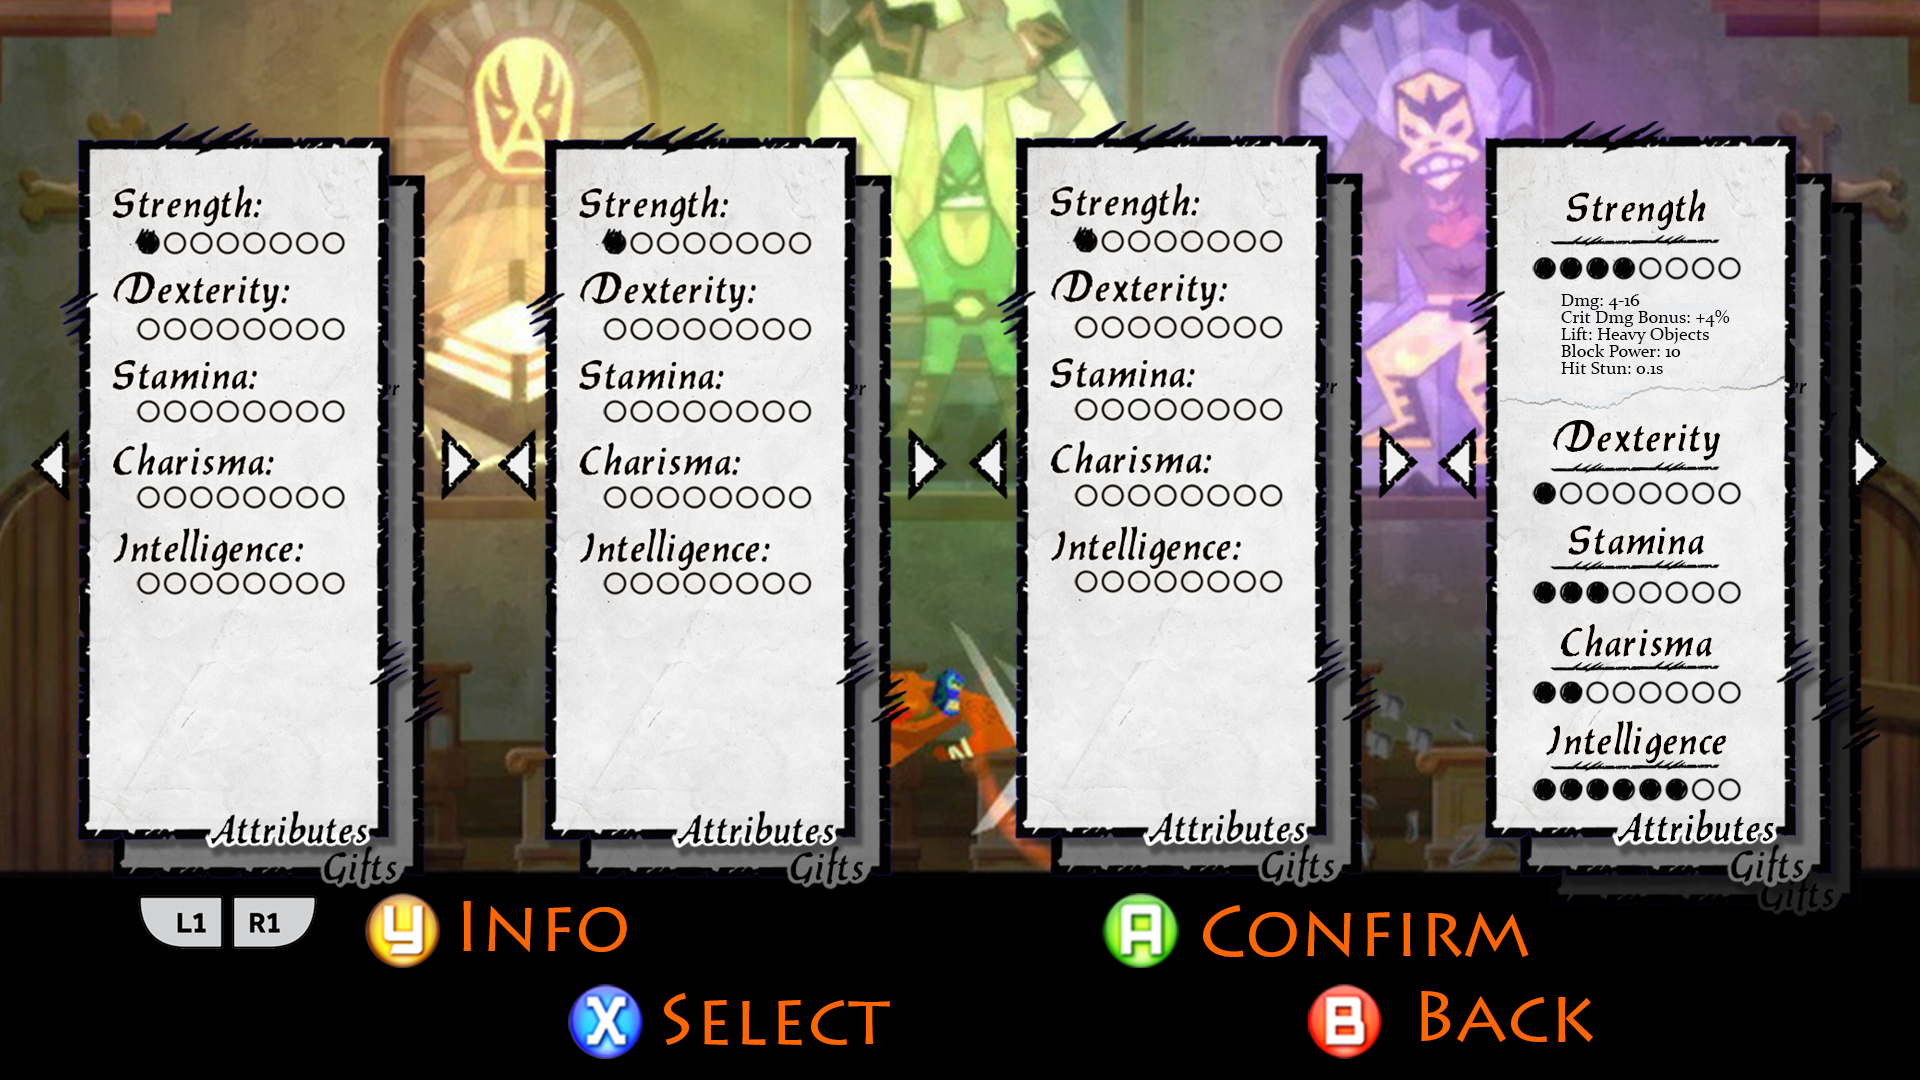 Strength:
Dexterity:
Stamina:
Charisma:
Intelligence:
Attributes
Gifts
Strength:
Dexterity:
Stamina:
Charisma:
Intelligence:
Attributes
Gifts
Strength:
Dexterity:
Stamina:
Charisma:
Intelligence:
Attributes
Gifts
Strength
Dmg: 4-16
Crit Dmg Bonus: +4%
Lift: Heavy Objects
Block Power: 10
Hit Stun: 0.1s
Dexterity
Stamina
Charisma
Intelligence
Attributes
Gifts
Gifts
L1 R1 Y INFO
A CONFIRM
X SELECT
B BACK